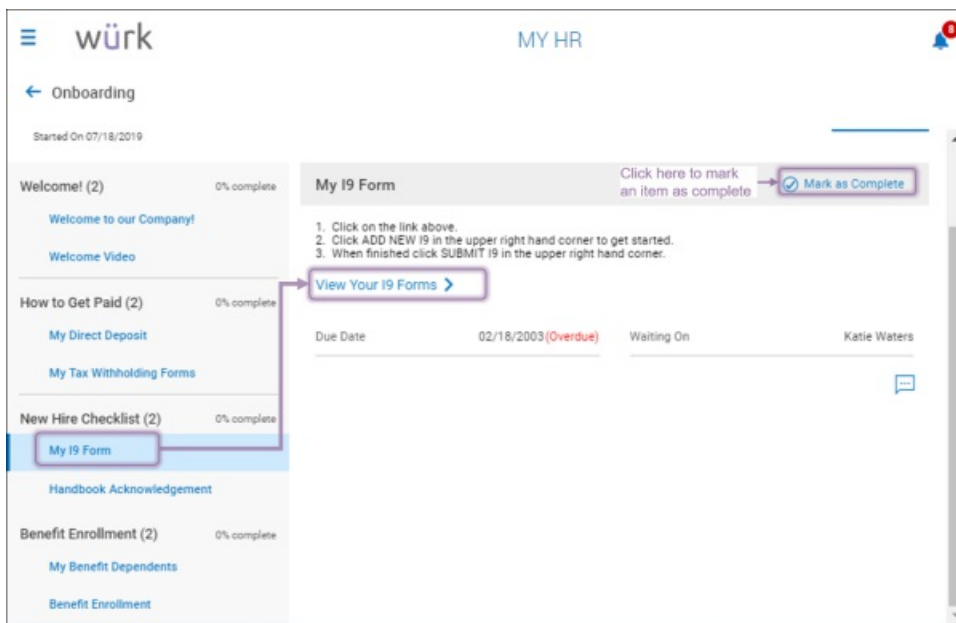 würk
MY HR
8
Onboarding
Started On 07/18/2019
Welcome! (2) 0% complete
Welcome to our Company!
Welcome Video
How to Get Paid (2) 0% complete
My Direct Deposit
My Tax Withholding Forms
New Hire Checklist (2) 0% complete
My I9 Form
Handbook Acknowledgement
Benefit Enrollment (2) 0% complete
My Benefit Dependents
Benefit Enrollment
My I9 Form
Click here to mark
an item as complete
Mark as Complete
1. Click on the link above.
2. Click ADD NEW I9 in the upper right hand corner to get started.
3. When finished click SUBMIT I9 in the upper right hand corner.
View Your I9 Forms
Due Date 02/18/2003(Overdue) Waiting On Katie Waters